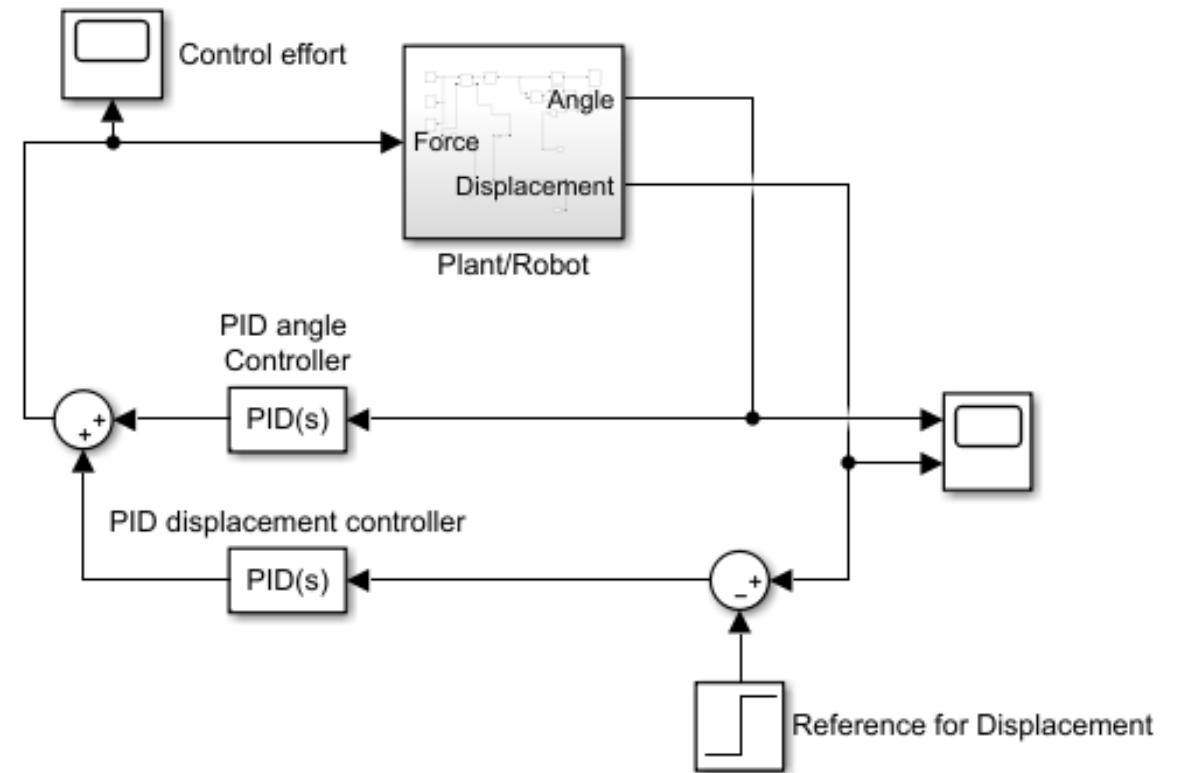 Control effort
Angle
Force
Displacement
Plant/Robot
PID angle
Controller
PID(s)
+
+
PID displacement controller
PID(s)
+
−
Reference for Displacement